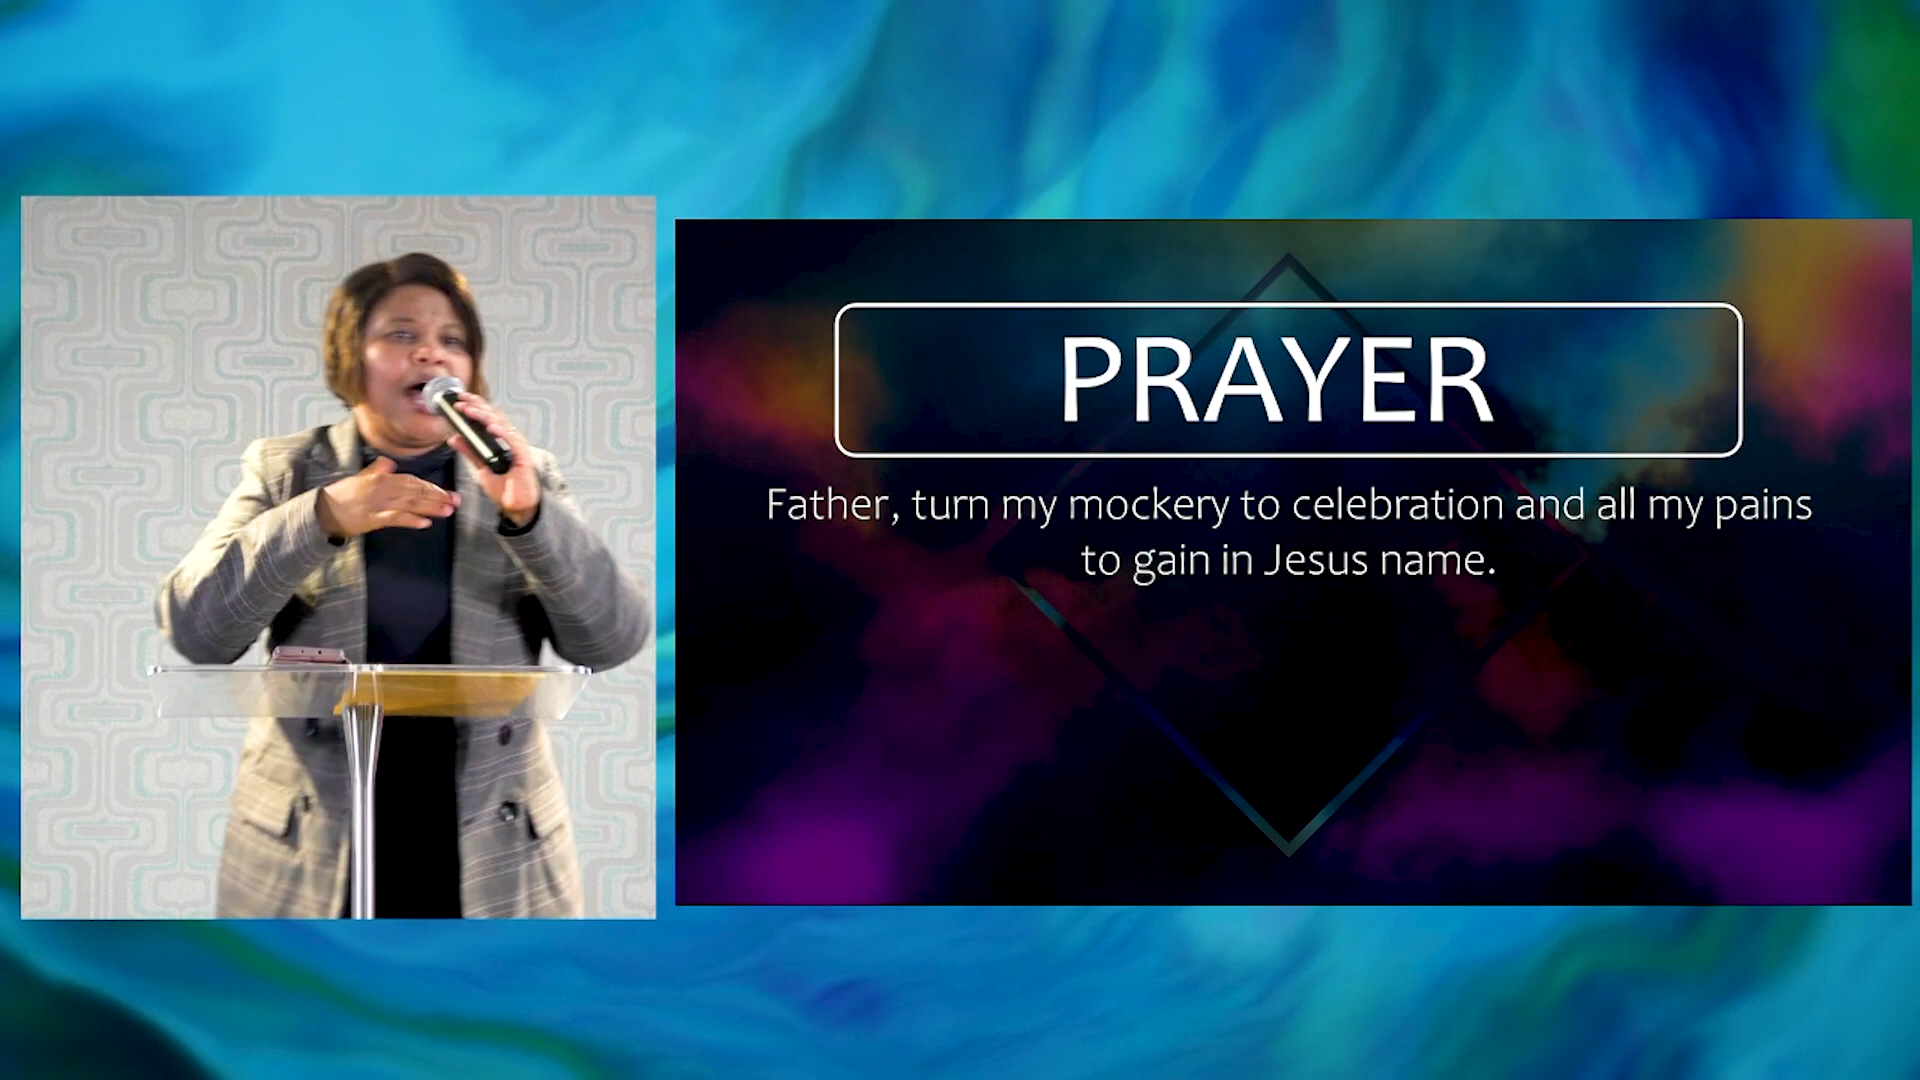 PRAYER
Father, turn my mockery to celebration and all my pains
to gain in Jesus name.